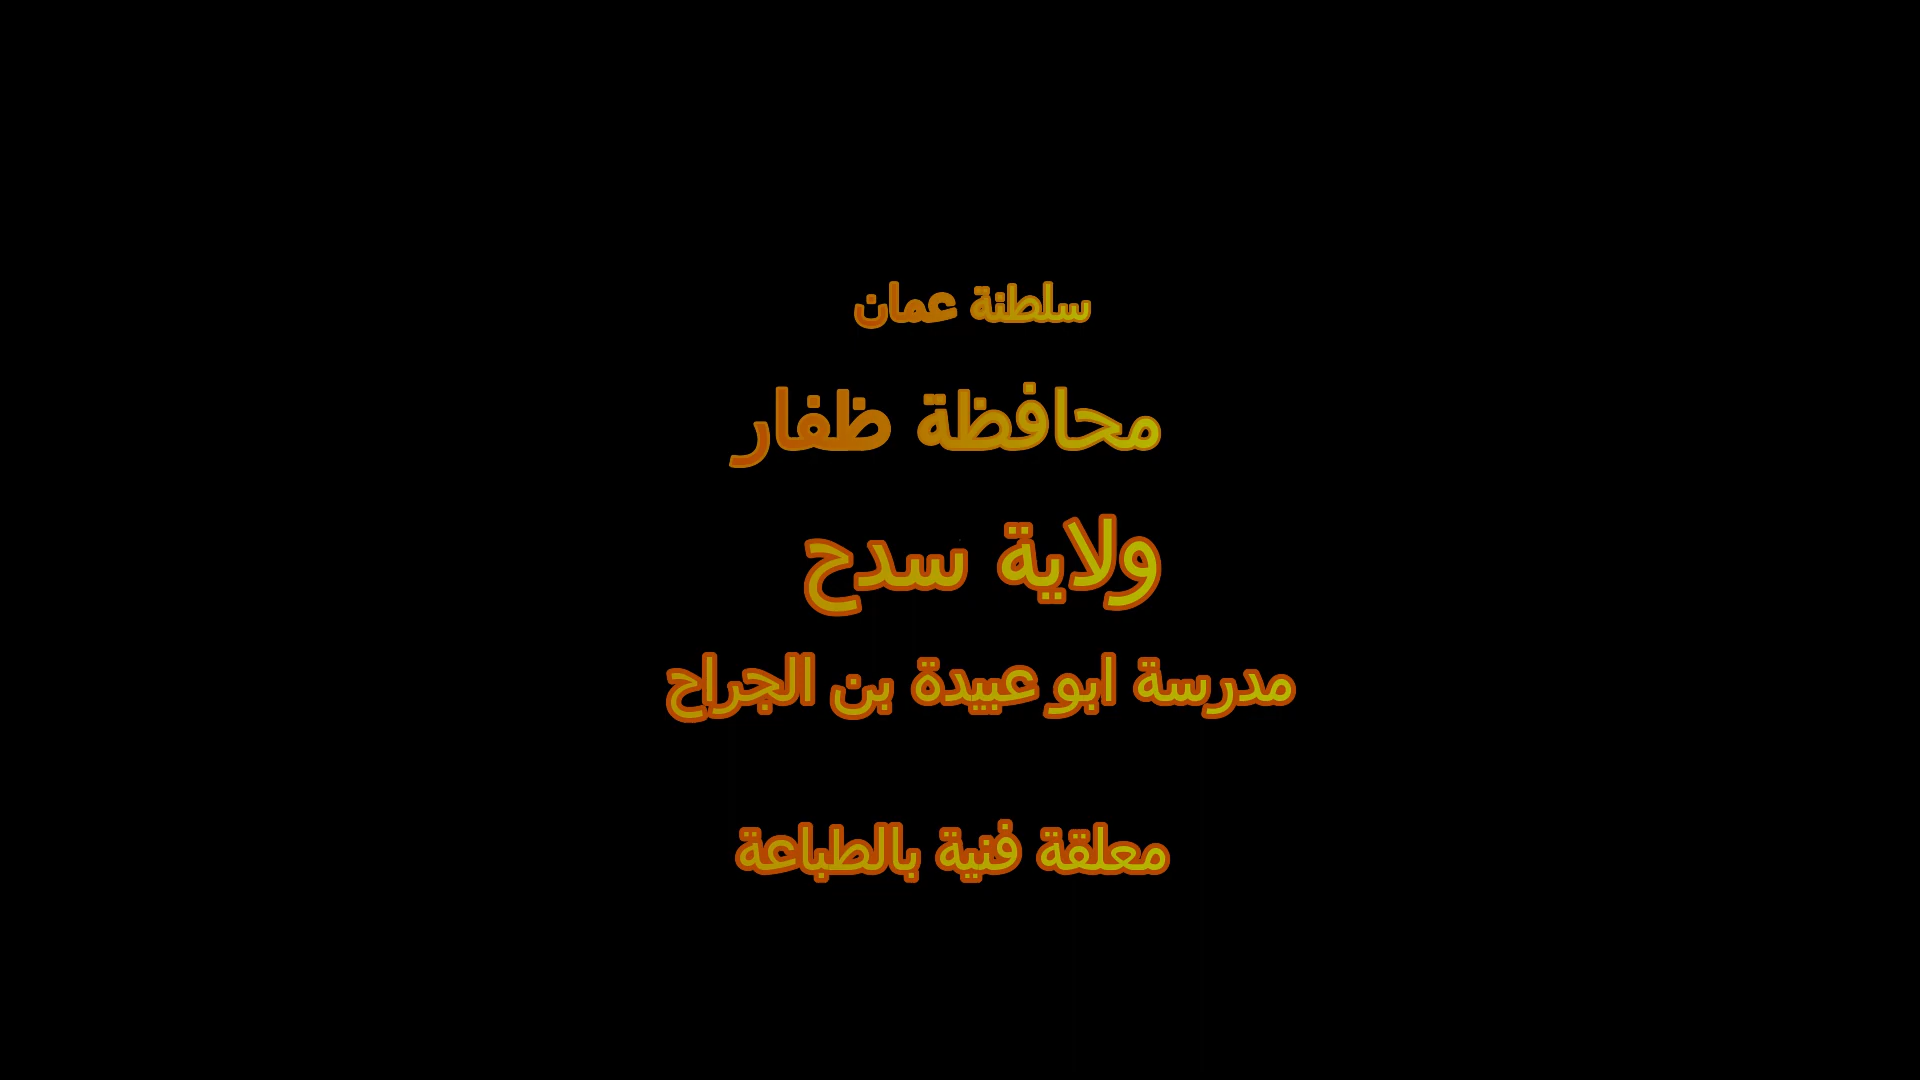 سلطنة عمان
محافظة ظفار
ولاية سدح
مدرسة ابو عبيدة بن الجراح
معلقة فنية بالطباعة